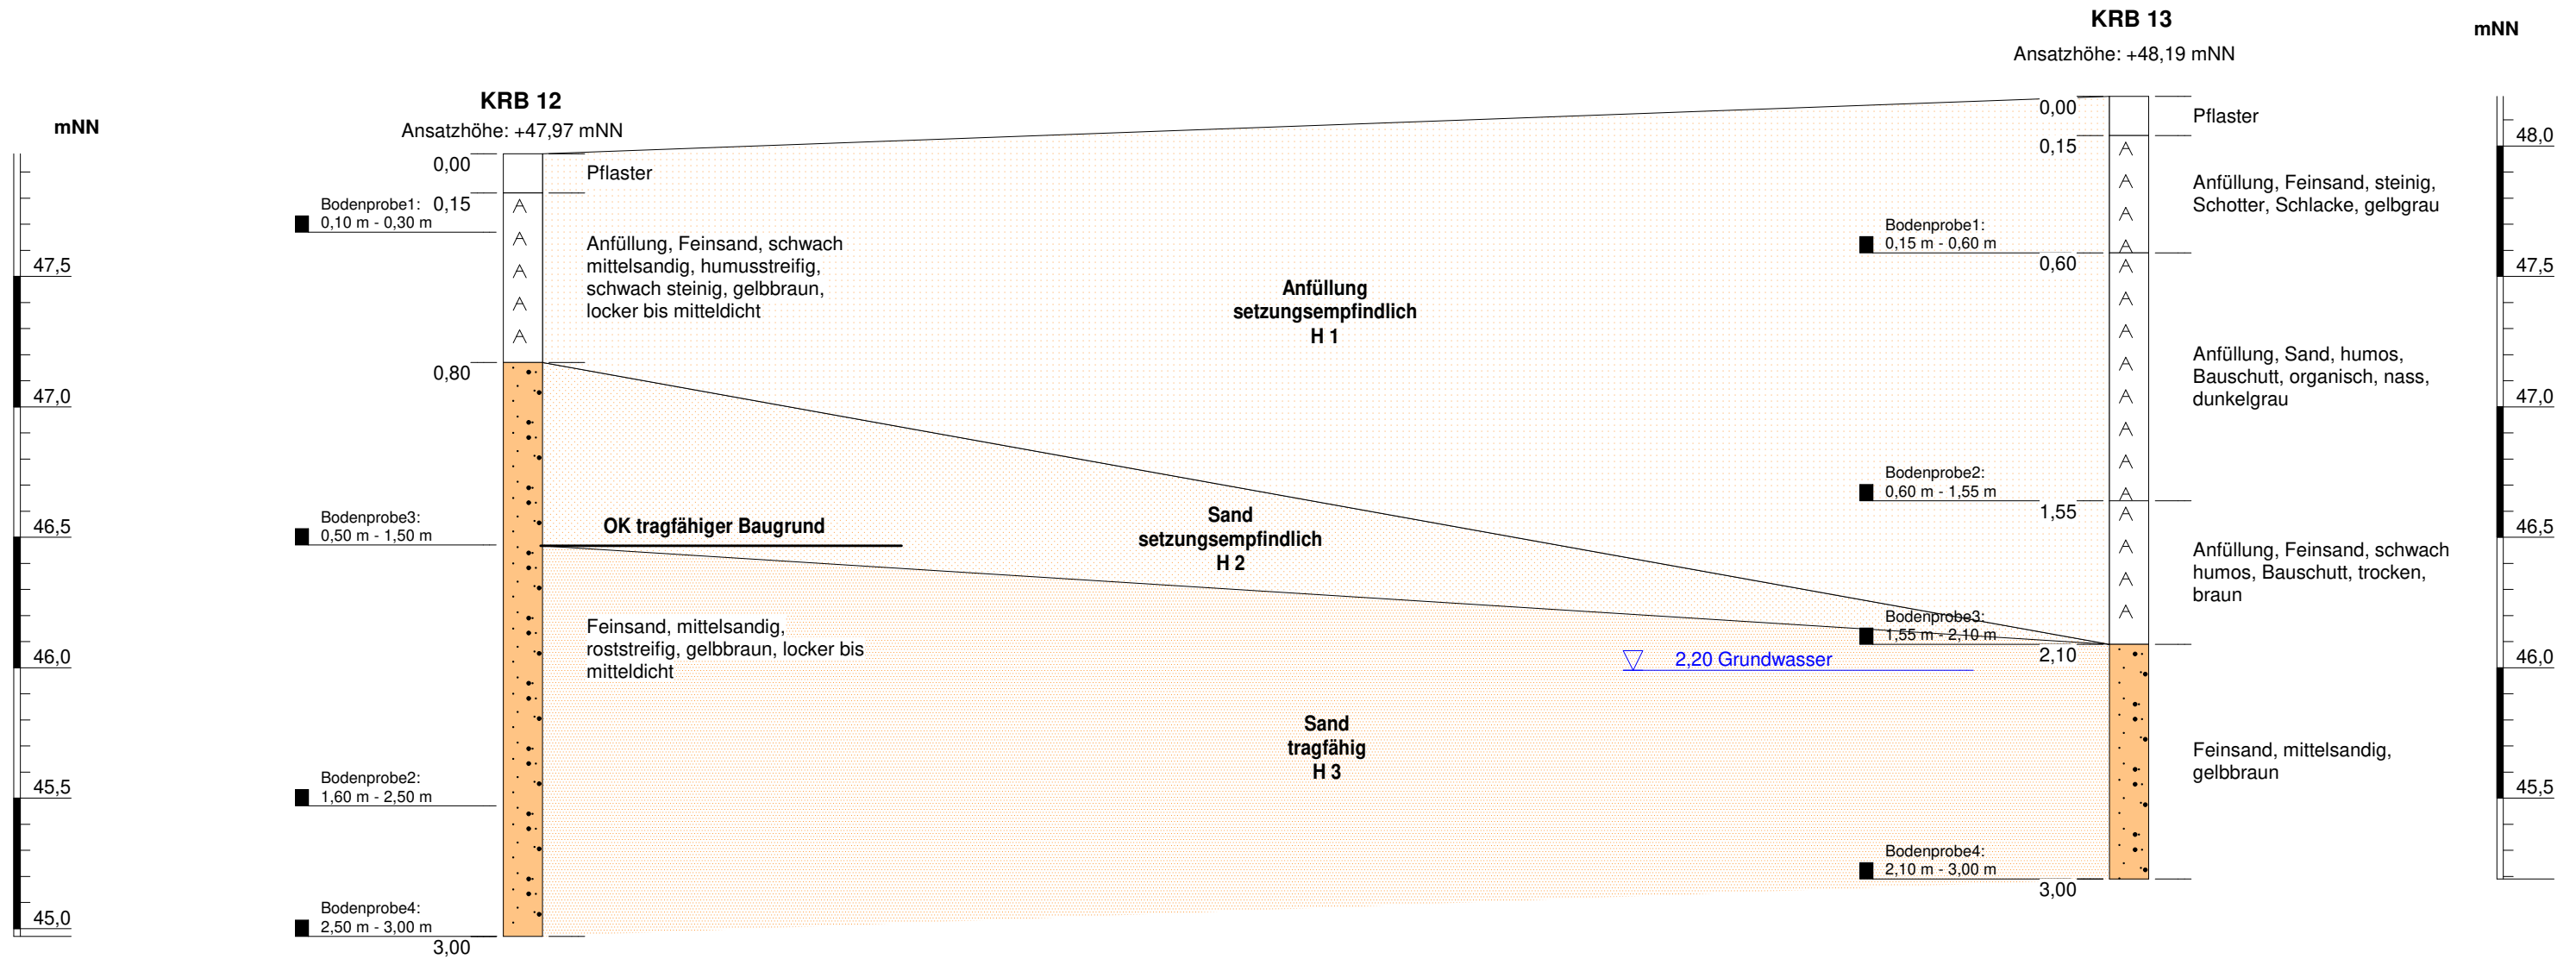 KRB 13
mNN
Ansatzhöhe: +48,19 mNN
KRB 12
mNN
Ansatzhöhe: +47,97 mNN
0,00
Pflaster
0,15
Bodenprobe1:
0,10 m - 0,30 m
Anfüllung, Feinsand, schwach
mittelsandig, humusstreifig,
schwach steinig, gelbbraun,
locker bis mitteldicht
0,80
47,5
47,0
46,5
46,0
45,5
45,0
Bodenprobe3:
0,50 m - 1,50 m
OK tragfähiger Baugrund
Feinsand, mittelsandig,
roststreifig, gelbbraun, locker bis
mitteldicht
Bodenprobe2:
1,60 m - 2,50 m
Bodenprobe4:
2,50 m - 3,00 m
3,00
Anfüllung
setzungsempfindlich
H 1
Sand
setzungsempfindlich
H 2
Sand
tragfähig
H 3
2,20 Grundwasser
0,00
Pflaster
0,15
Anfüllung, Feinsand, steinig,
Schotter, Schlacke, gelbgrau
Bodenprobe1:
0,15 m - 0,60 m
0,60
Anfüllung, Sand, humos,
Bauschutt, organisch, nass,
dunkelgrau
Bodenprobe2:
0,60 m - 1,55 m
1,55
Anfüllung, Feinsand, schwach
humos, Bauschutt, trocken,
braun
Bodenprobe3:
1,55 m - 2,10 m
2,10
Feinsand, mittelsandig,
gelbbraun
Bodenprobe4:
2,10 m - 3,00 m
3,00
48,0
47,5
47,0
46,5
46,0
45,5